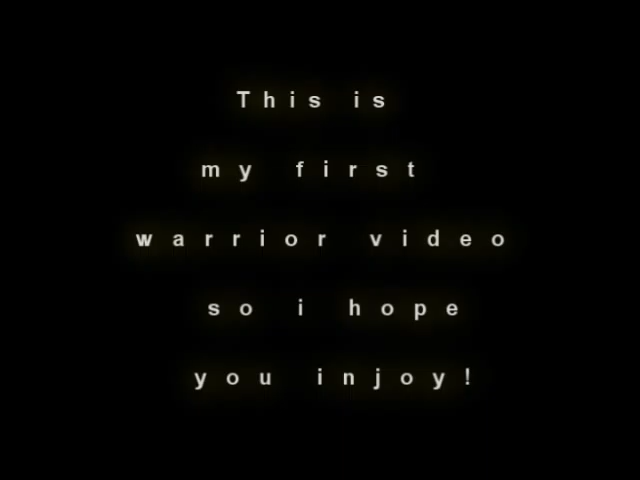 This is
my first
warrior video
so i hope
you injoy!